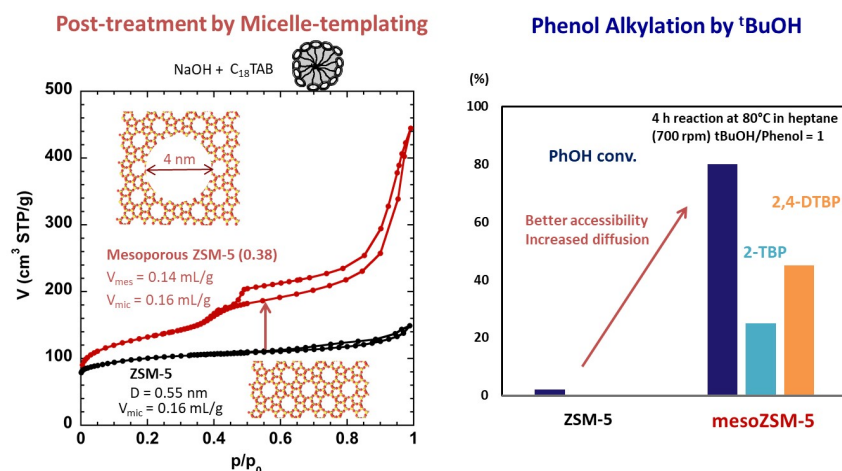 Post-treatment by Micelle-templating
NaOH + C₁₈TAB
500
400
300
200
100
0
V (cm³ STP/g)
4 nm
Mesoporous ZSM-5 (0.38)
Vmes = 0.14 mL/g
Vmic = 0.16 mL/g
ZSM-5
D = 0.55 nm
Vmic = 0.16 mL/g
0 0.2 0.4 0.6 0.8 1
p/p₀
Phenol Alkylation by ᵗBuOH
(%)
100
80
60
40
20
0
4 h reaction at 80°C in heptane
(700 rpm) tBuOH/Phenol = 1
PhOH conv.
2,4-DTBP
Better accessibility
Increased diffusion
2-TBP
ZSM-5 mesoZSM-5